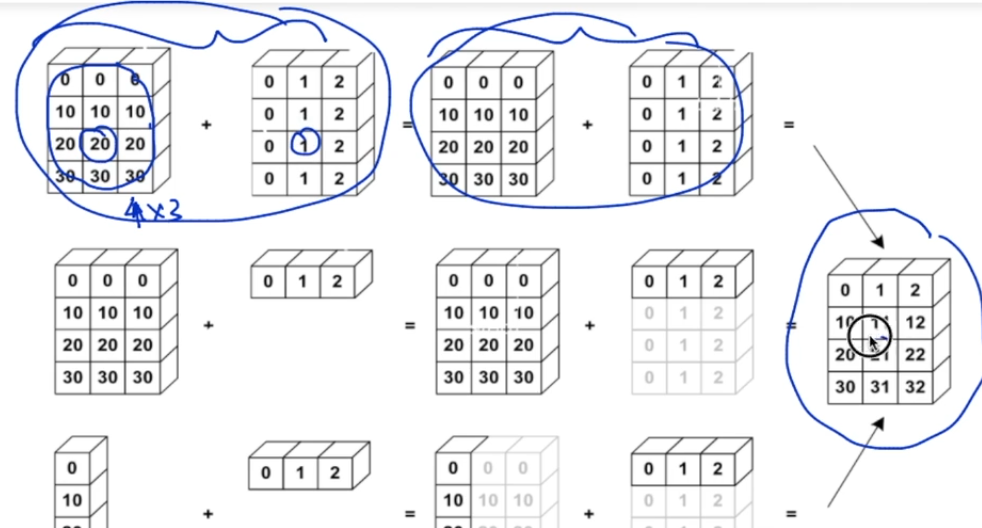 0 0 0 0 1 2 0 0 0 0 1 2
10 10 10 0 1 2 10 10 10 0 1 2
+ = + =
20 20 20 0 1 2 20 20 20 0 1 2
30 30 30 0 1 2 30 30 30 0 1 2
4x3
0 0 0 0 1 2 0 0 0 0 1 2
10 10 10 10 10 10 0 1 2
+ = + =
20 20 20 20 20 20 0 1 2
30 30 30 30 30 30 0 1 2
0 1 2
10 11 12
20 21 22
30 31 32
0 0 1 2 0 0 0 0 1 2
10 10 10 10 0 1 2
+ = + =